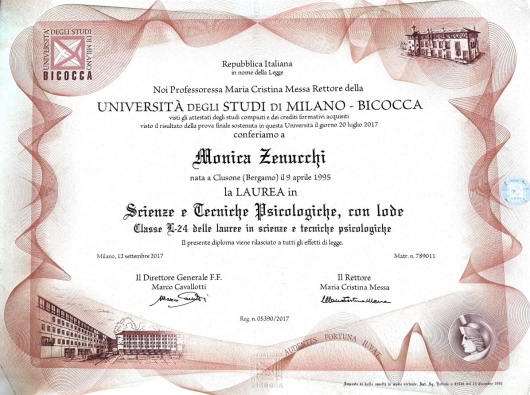 UNIVERSITÀ DEGLI STUDI DI MILANO
BICOCCA
Repubblica Italiana
in nome della Legge
Noi Professoressa Maria Cristina Messa Rettore della
UNIVERSITÀ DEGLI STUDI DI MILANO - BICOCCA
visti gli attestati degli studi compiuti e dei crediti formativi acquisiti
visto il risultato della prova finale sostenuta in questa Università il giorno 20 luglio 2017
conferiamo a
Monica Zenucchi
nata a Clusone (Bergamo) il 9 aprile 1995
la LAUREA in
Scienze e Tecniche Psicologiche, con lode
Classe L-24 delle lauree in scienze e tecniche psicologiche
Il presente diploma viene rilasciato a tutti gli effetti di legge.
Milano, 12 settembre 2017
Matr. n. 789011
Il Direttore Generale F.F.
Marco Cavallotti
Il Rettore
Maria Cristina Messa
Reg. n. 05390/2017
AUDENTES FORTUNA IUVAT
BICOCCA